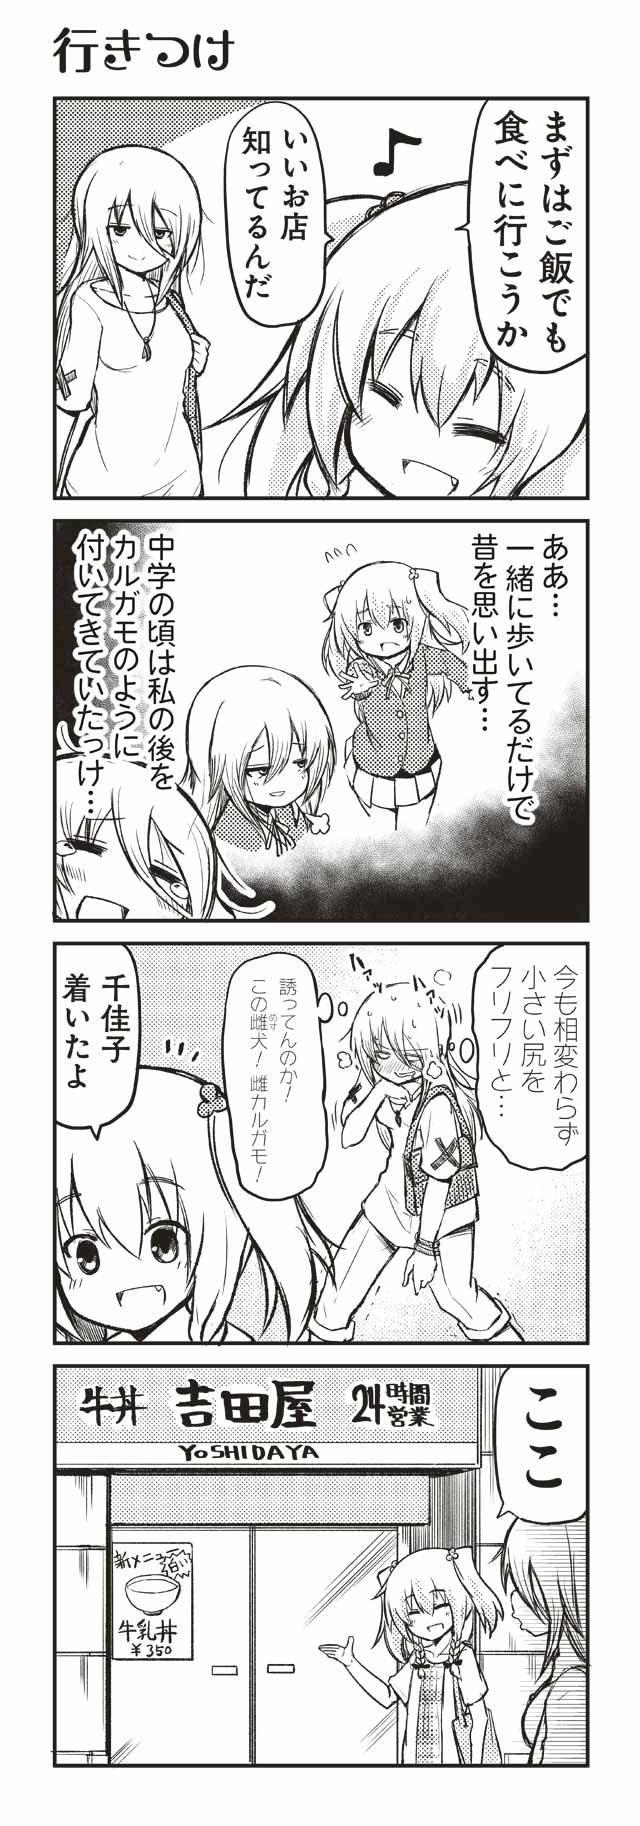 行きつけ
まずはご飯でも
食べに行こうか
いいお店
知ってるんだ
ああ…
一緒に歩いてるだけで
昔を思い出す…
中学の頃は私の後を
カルガモのように
付いてきていたっけ…
今も相変わらず
小さい尻を
フリフリと…
誘ってんのか！
この雌犬！雌カルガモ！
めす
千佳子
着いたよ
ここ
牛丼 吉田屋 24時間営業
YOSHIDAYA
新メニュー
牛乳丼
￥350